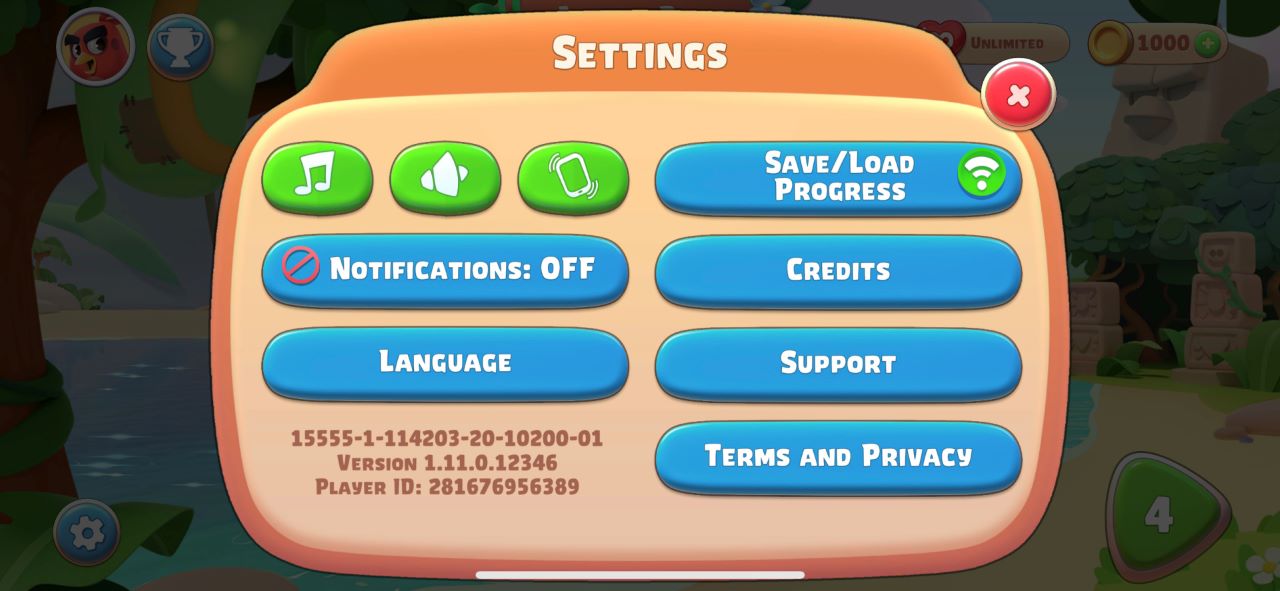 SETTINGS
UNLIMITED
1000
SAVE/LOAD
PROGRESS
NOTIFICATIONS: OFF
CREDITS
LANGUAGE
SUPPORT
15555-1-114203-20-10200-01
VERSION 1.11.0.12346
PLAYER ID: 281676956389
TERMS AND PRIVACY
4